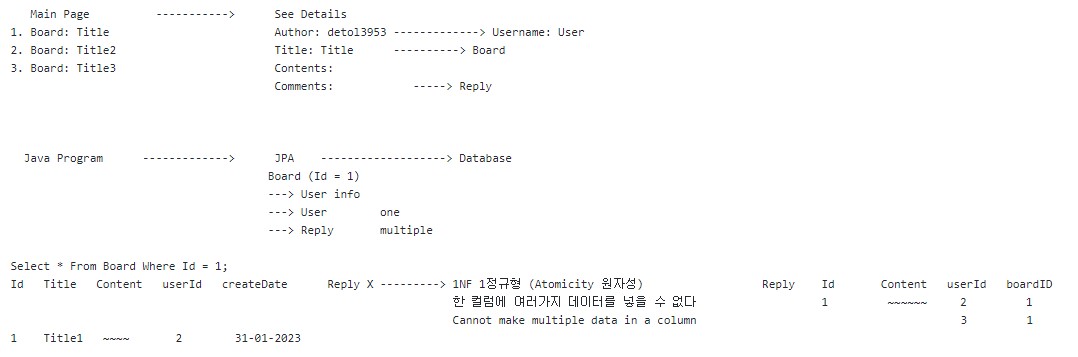 Main Page -----------> See Details
1. Board: Title Author: detol3953 -------------> Username: User
2. Board: Title2 Title: Title ----------> Board
3. Board: Title3 Contents:
Comments: -----> Reply
Java Program -------------> JPA -------------------> Database
Board (Id = 1)
---> User info
---> User one
---> Reply multiple
Select * From Board Where Id = 1;
Id Title Content userId createDate Reply X ---------> 1NF 1정규형 (Atomicity 원자성) Reply Id Content userId boardID
한 컬럼에 여러가지 데이터를 넣을 수 없다 1 ~~~~~~ 2 1
Cannot make multiple data in a column 3 1
1 Title1 ~~~~ 2 31-01-2023